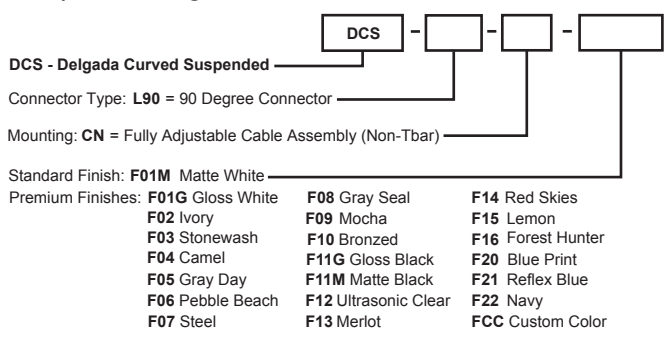 DCS - - -
DCS - Delgada Curved Suspended
Connector Type: L90 = 90 Degree Connector
Mounting: CN = Fully Adjustable Cable Assembly (Non-Tbar)
Standard Finish: F01M Matte White
Premium Finishes: F01G Gloss White F08 Gray Seal F14 Red Skies
F02 Ivory F09 Mocha F15 Lemon
F03 Stonewash F10 Bronzed F16 Forest Hunter
F04 Camel F11G Gloss Black F20 Blue Print
F05 Gray Day F11M Matte Black F21 Reflex Blue
F06 Pebble Beach F12 Ultrasonic Clear F22 Navy
F07 Steel F13 Merlot FCC Custom Color